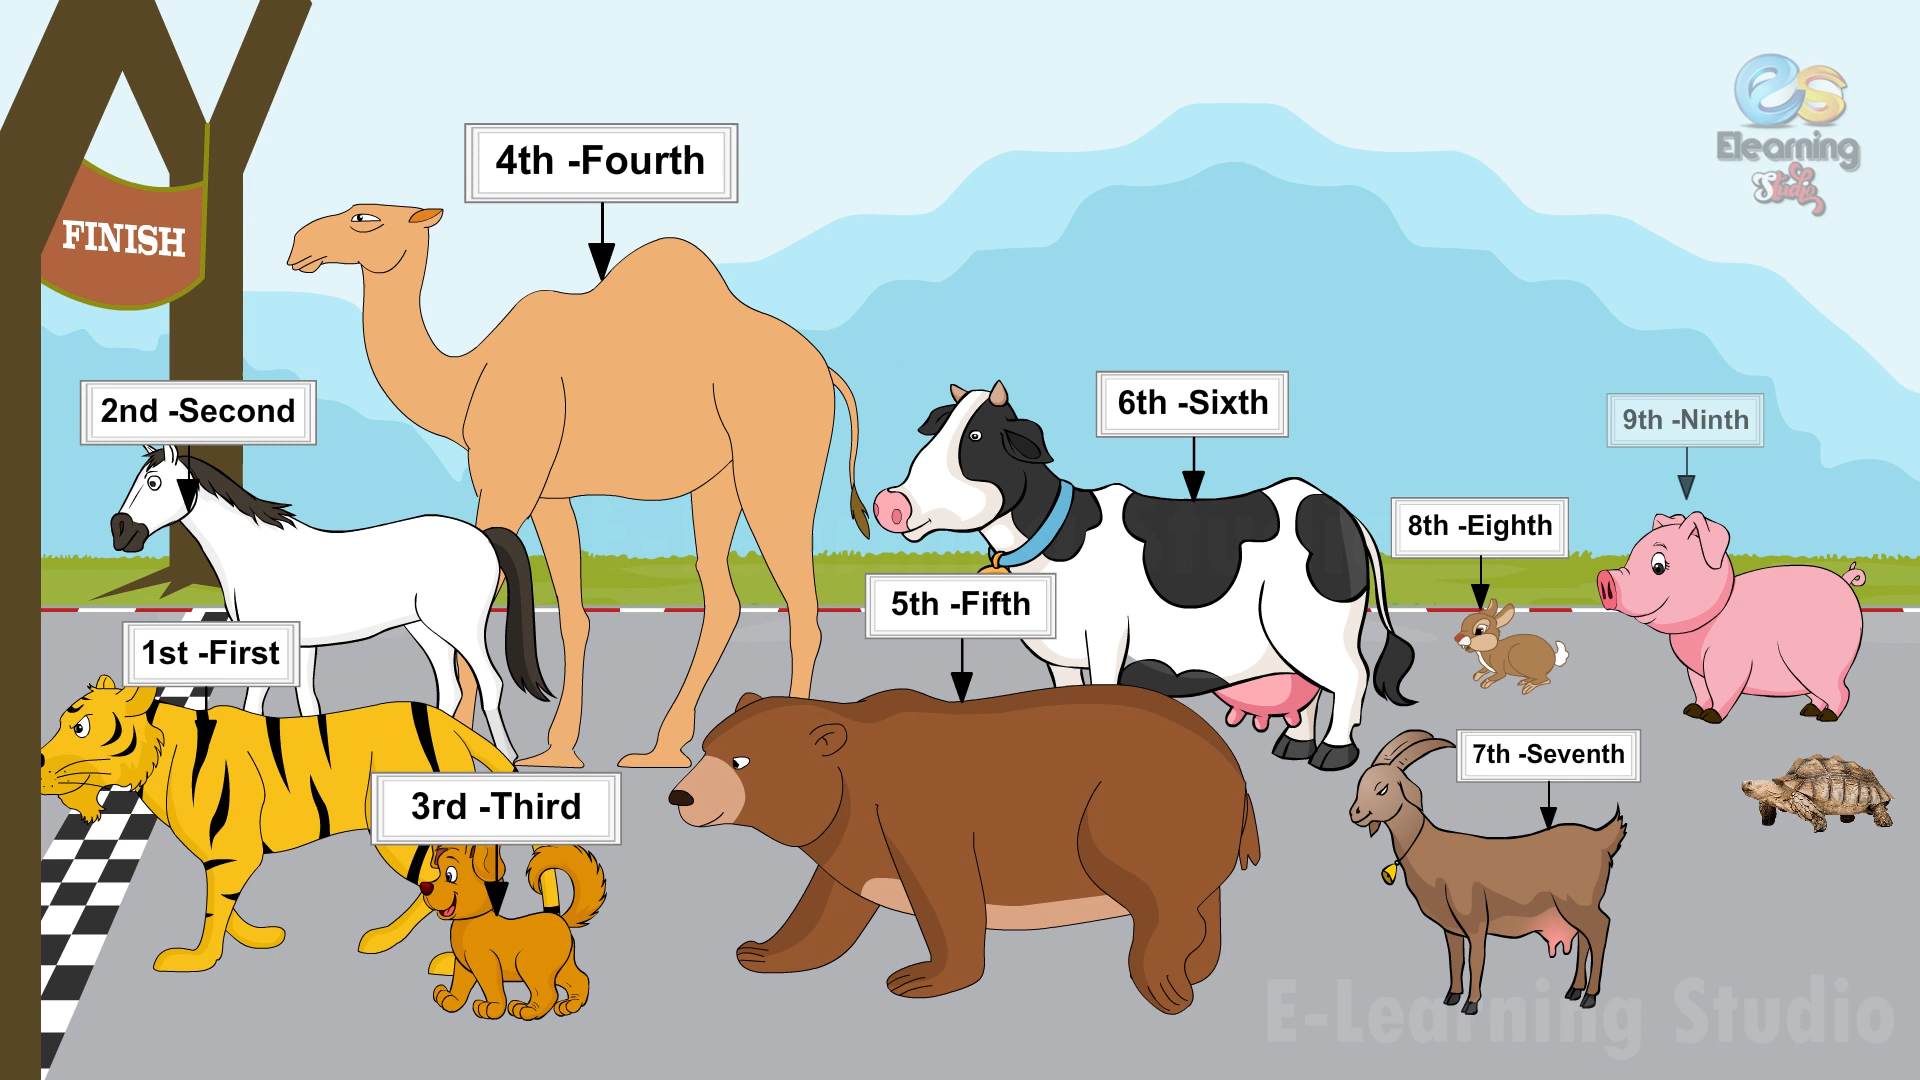 4th -Fourth
FINISH
2nd -Second
6th -Sixth
9th -Ninth
8th -Eighth
5th -Fifth
1st -First
7th -Seventh
3rd -Third
es
Elearning
Studio
E-Learning Studio